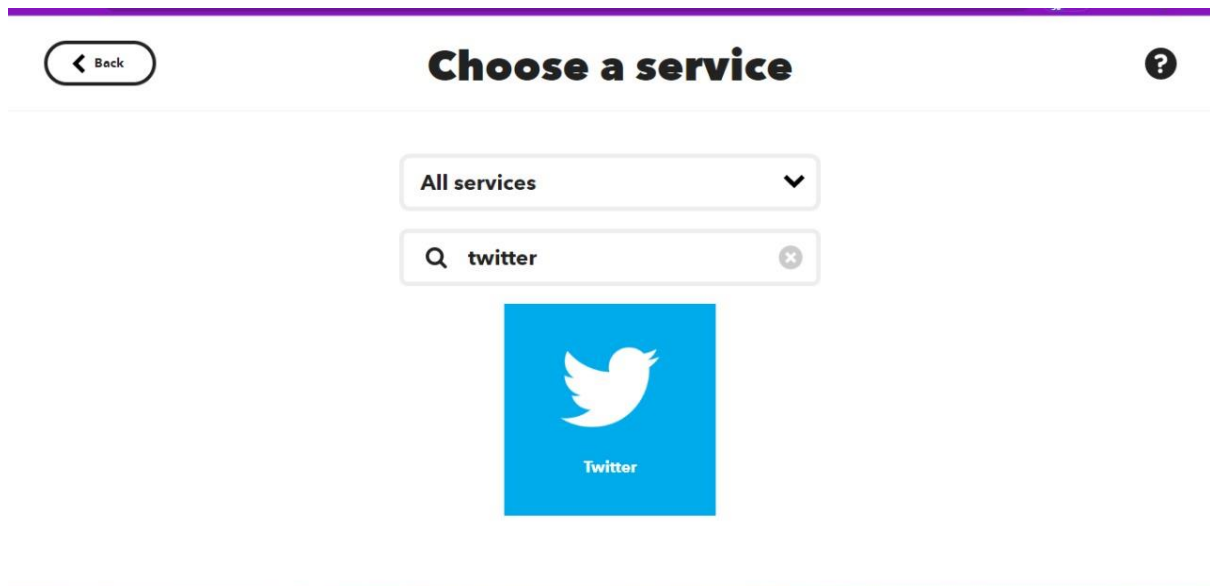 Back
Choose a service
All services
twitter
Twitter